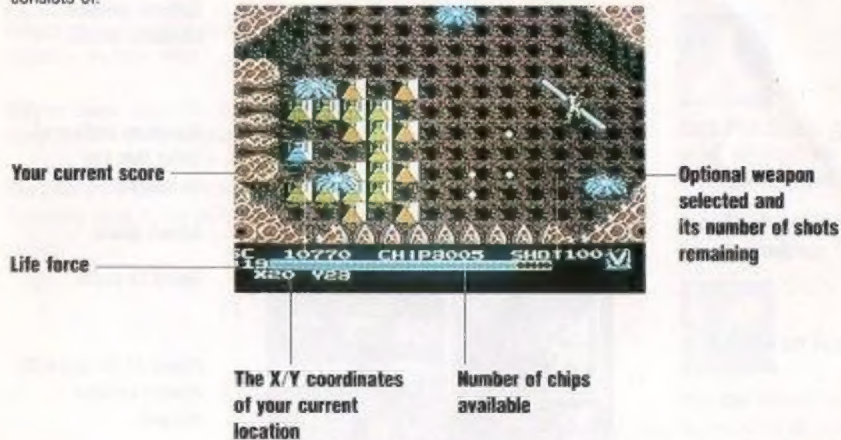 consists of:
Your current score
Life force
SC 10770 CHIP3005 SHOT100
X20 Y23
Optional weapon
selected and
its number of shots
remaining
The X/Y coordinates
of your current
location
Number of chips
available